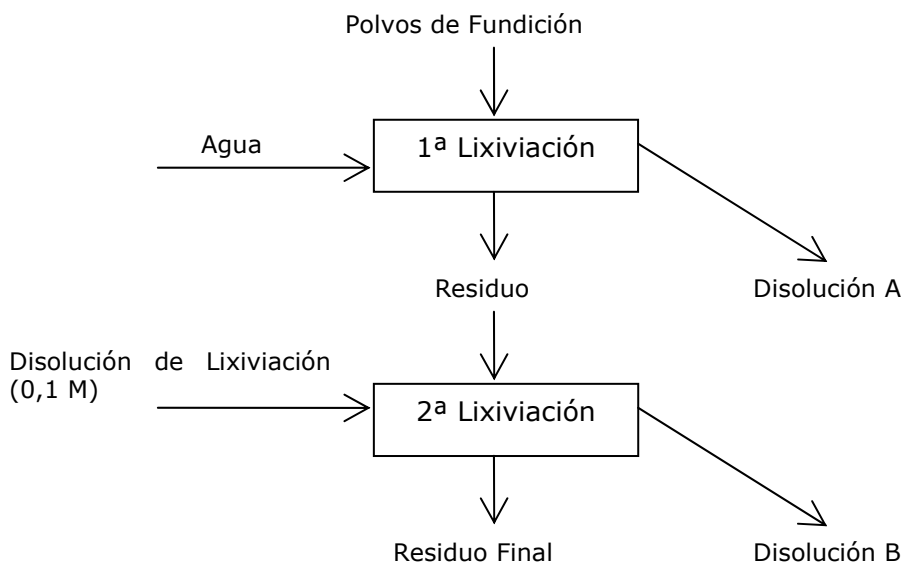 Polvos de Fundición
Agua
1ª Lixiviación
Residuo
Disolución A
Disolución de Lixiviación
(0,1 M)
2ª Lixiviación
Residuo Final
Disolución B